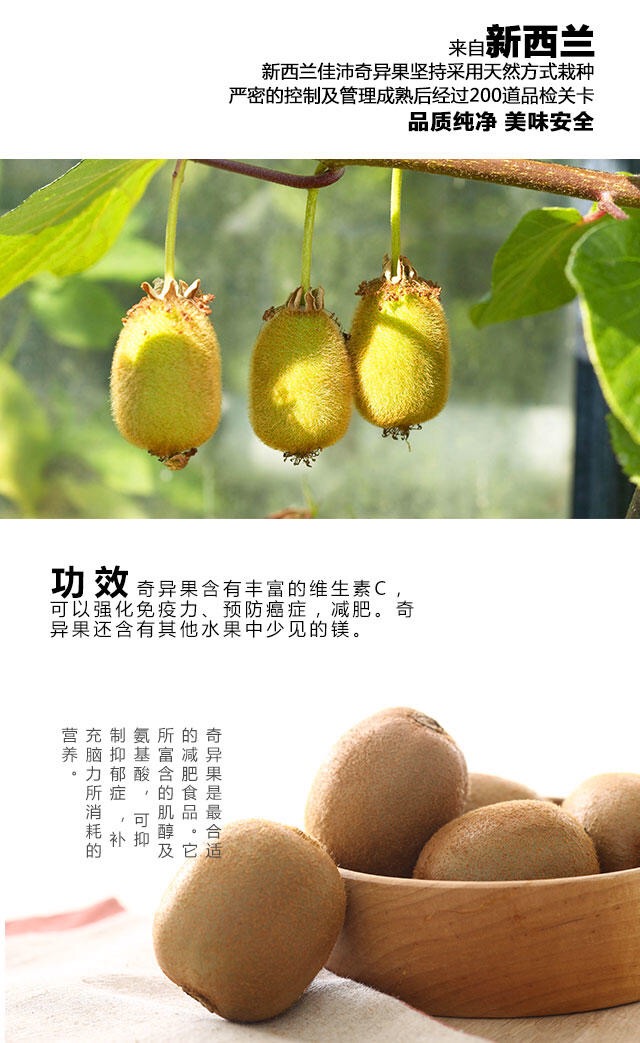 来自新西兰
新西兰佳沛奇异果坚持采用天然方式栽种
严密的控制及管理成熟后经过200道品检关卡
品质纯净 美味安全
功效 奇异果含有丰富的维生素C，
可以强化免疫力、预防癌症，减肥。奇
异果还含有其他水果中少见的镁。
奇异果是最合适
的减肥食品。它
所富含的肌醇及
氨基酸，可抑
制抑郁症，补
充脑力所消耗的
营养。